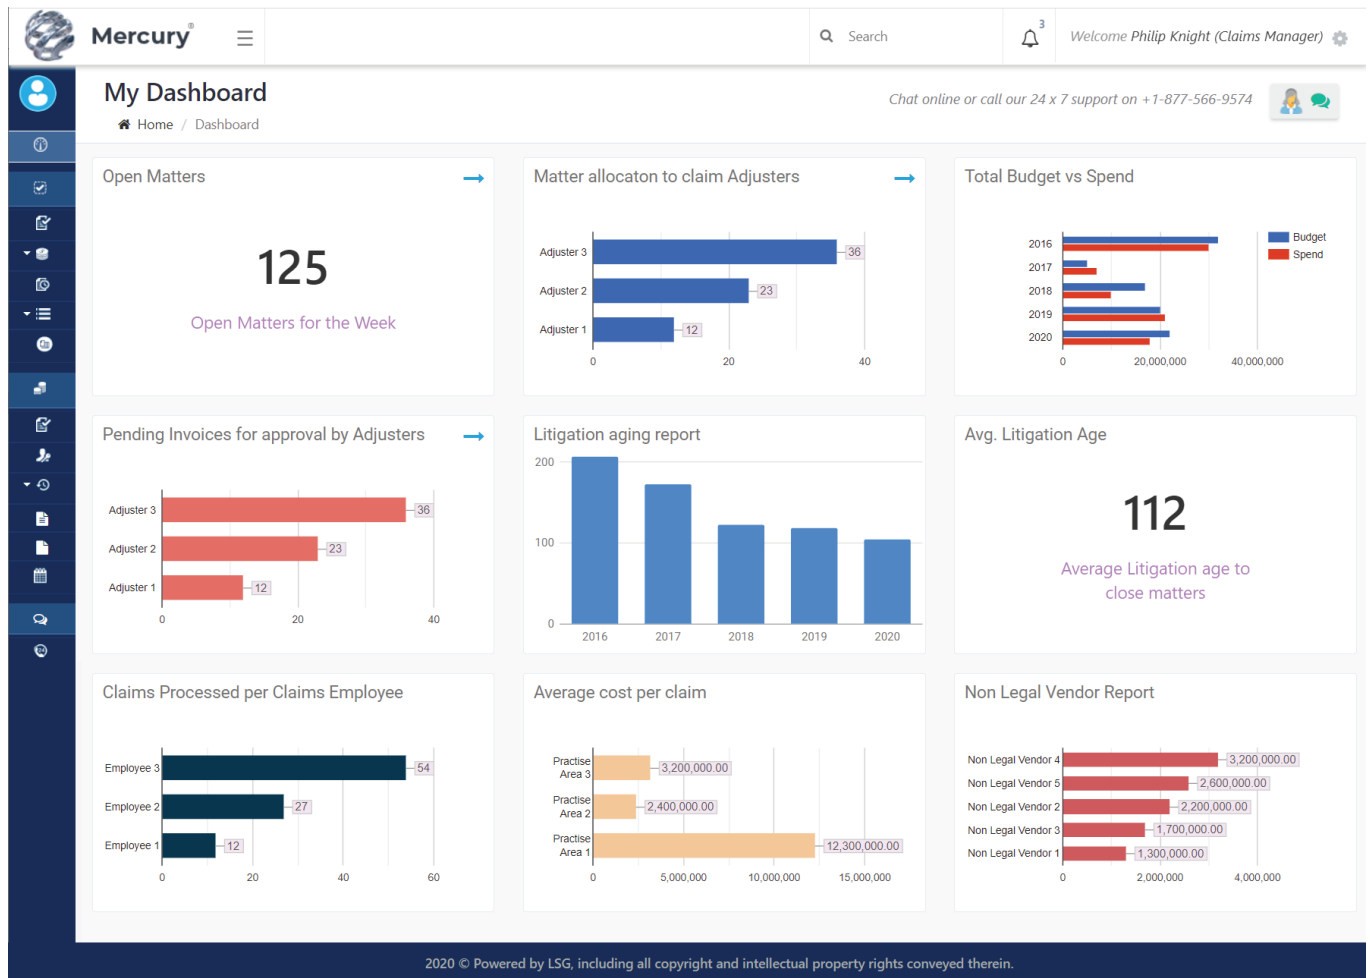 Mercury®
Search
3
Welcome Philip Knight (Claims Manager)
My Dashboard
Home / Dashboard
Chat online or call our 24 x 7 support on +1-877-566-9574
Open Matters
125
Open Matters for the Week
Matter allocaton to claim Adjusters
Adjuster 3
36
Adjuster 2
23
Adjuster 1
12
0 20 40
Total Budget vs Spend
Budget
Spend
2016
2017
2018
2019
2020
0 20,000,000 40,000,000
Pending Invoices for approval by Adjusters
Adjuster 3
36
Adjuster 2
23
Adjuster 1
12
0 20 40
Litigation aging report
200
100
0
2016 2017 2018 2019 2020
Avg. Litigation Age
112
Average Litigation age to
close matters
Claims Processed per Claims Employee
Employee 3
54
Employee 2
27
Employee 1
12
0 20 40 60
Average cost per claim
Practise
Area 3
3,200,000.00
Practise
Area 2
2,400,000.00
Practise
Area 1
12,300,000.00
0 5,000,000 10,000,000 15,000,000
Non Legal Vendor Report
Non Legal Vendor 4
3,200,000.00
Non Legal Vendor 5
2,600,000.00
Non Legal Vendor 2
2,200,000.00
Non Legal Vendor 3
1,700,000.00
Non Legal Vendor 1
1,300,000.00
0 2,000,000 4,000,000
2020 © Powered by LSG, including all copyright and intellectual property rights conveyed therein.